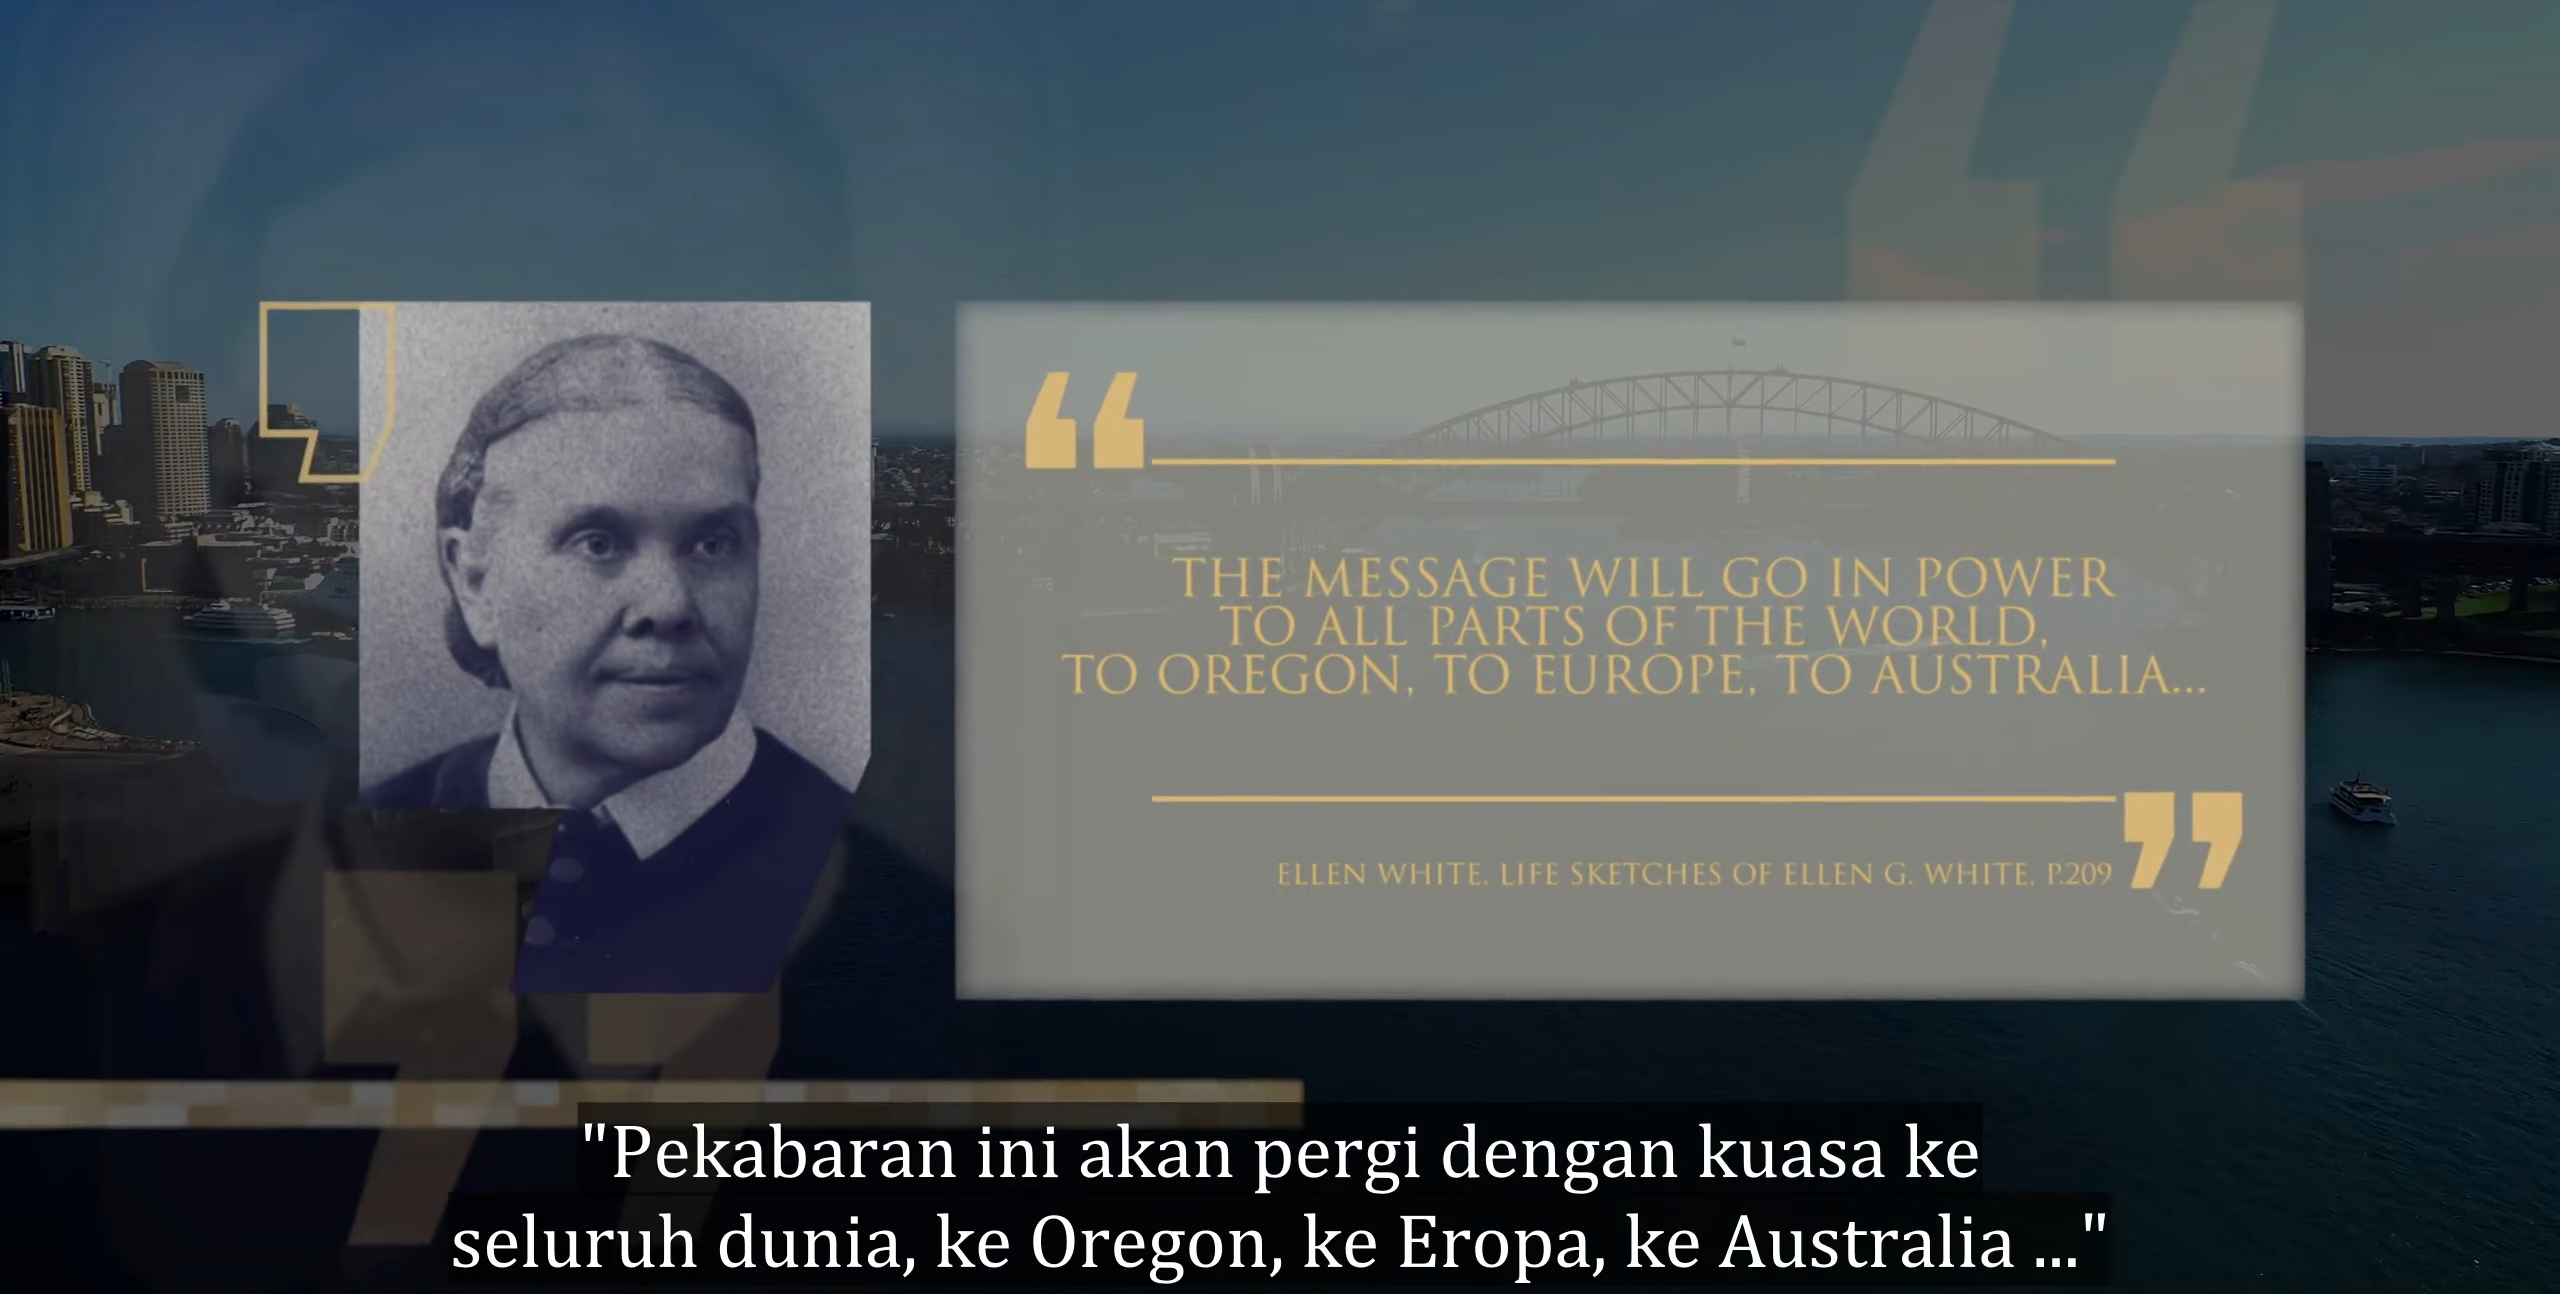 “
THE MESSAGE WILL GO IN POWER
TO ALL PARTS OF THE WORLD,
TO OREGON, TO EUROPE, TO AUSTRALIA...
”
ELLEN WHITE, LIFE SKETCHES OF ELLEN G. WHITE, P.209
"Pekabaran ini akan pergi dengan kuasa ke
seluruh dunia, ke Oregon, ke Eropa, ke Australia ..."